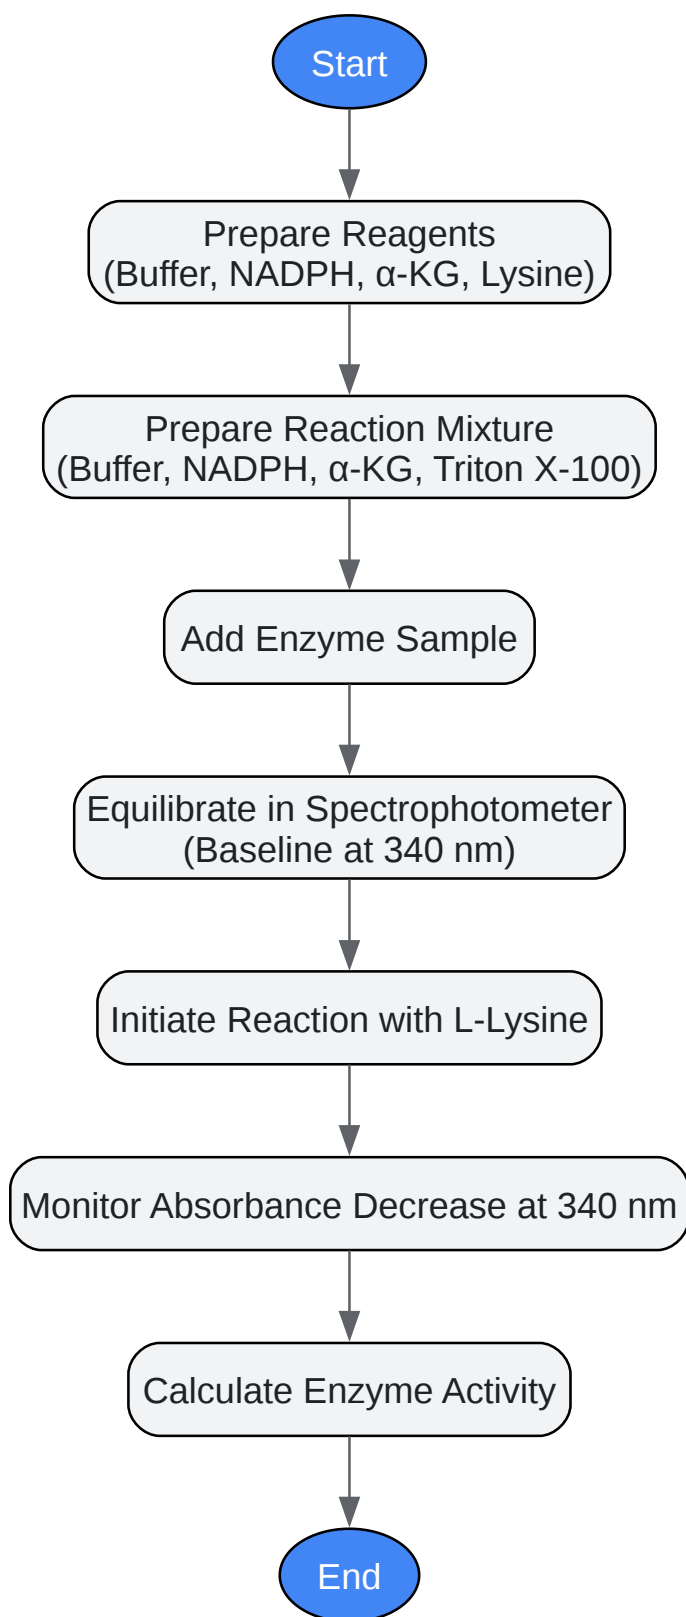 Start
Prepare Reagents
(Buffer, NADPH, α-KG, Lysine)
Prepare Reaction Mixture
(Buffer, NADPH, α-KG, Triton X-100)
Add Enzyme Sample
Equilibrate in Spectrophotometer
(Baseline at 340 nm)
Initiate Reaction with L-Lysine
Monitor Absorbance Decrease at 340 nm
Calculate Enzyme Activity
End